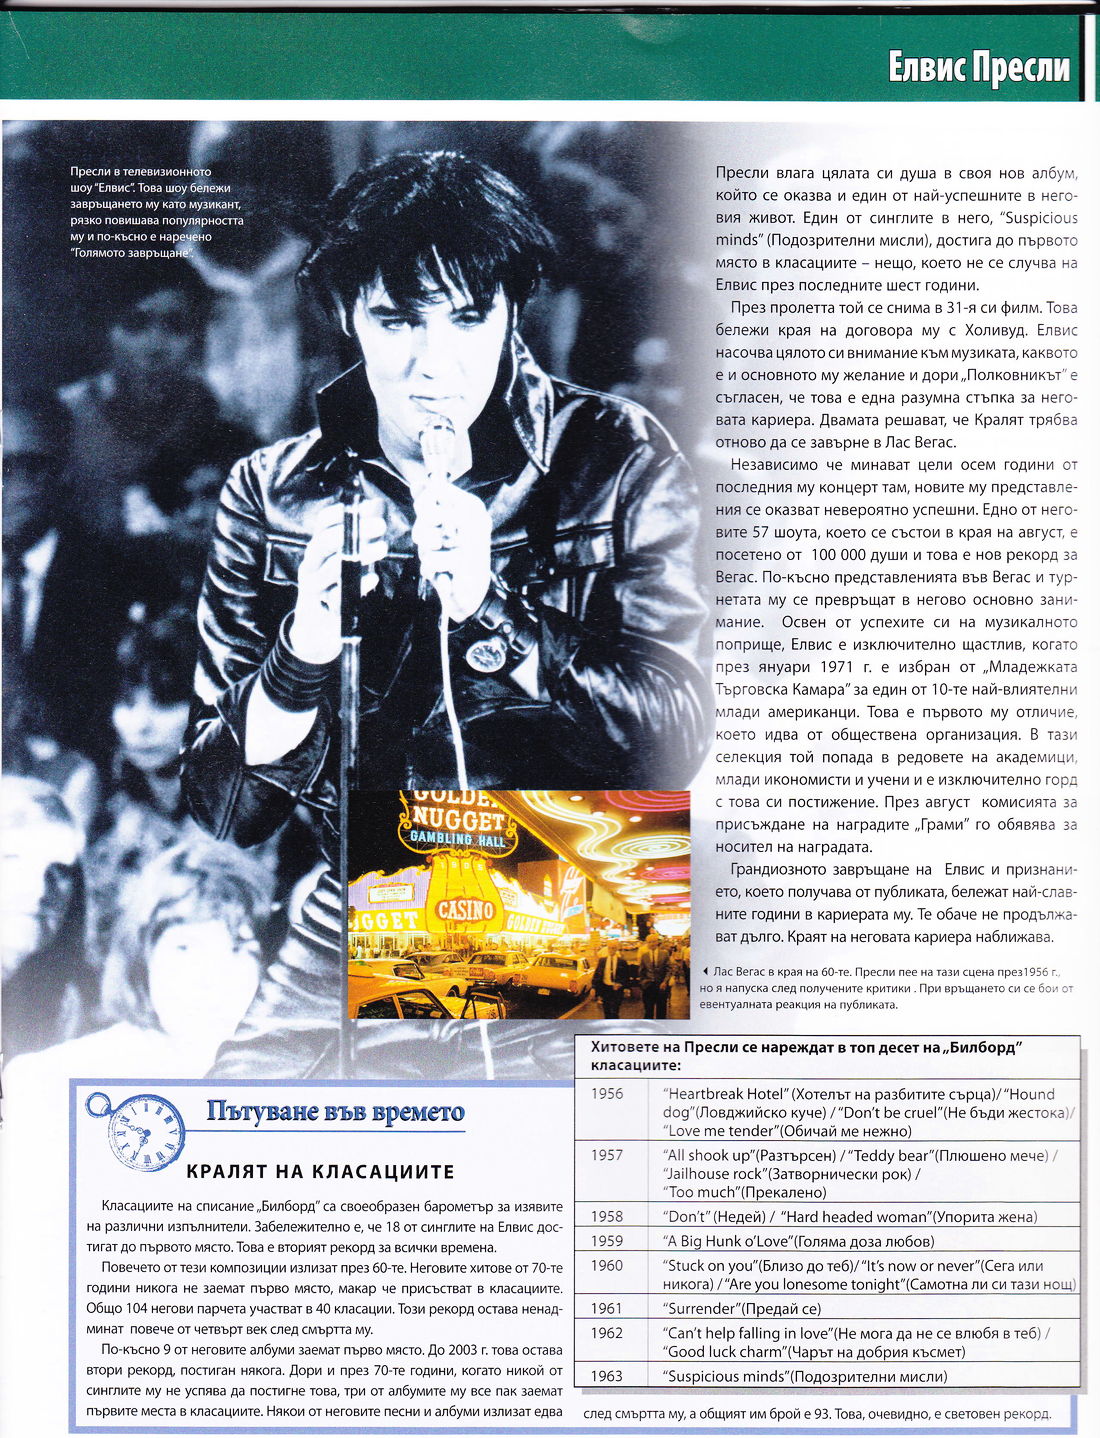 Елвис Пресли
Пресли в телевизионното
шоу “Елвис”. Това шоу бележи
завръщането му като музикант,
рязко повишава популярността
му и по-късно е наречено
“Голямото завръщане”.
Пресли влага цялата си душа в своя нов албум,
който се оказва и един от най-успешните в него-
вия живот. Един от синглите в него, “Suspicious
minds” (Подозрителни мисли), достига до първото
място в класациите – нещо, което не се случва на
Елвис през последните шест години.
През пролетта той се снима в 31-я си филм. Това
бележи края на договора му с Холивуд. Елвис
насочва цялото си внимание към музиката, каквото
е и основното му желание и дори „Полковникът” е
съгласен, че това е една разумна стъпка за него-
вата кариера. Двамата решават, че Кралят трябва
отново да се завърне в Лас Вегас.
Независимо че минават цели осем години от
последния му концерт там, новите му представле-
ния се оказват невероятно успешни. Едно от него-
вите 57 шоута, което се състои в края на август, е
посетено от 100 000 души и това е нов рекорд за
Вегас. По-късно представленията във Вегас и тур-
нетата му се превръщат в негово основно зани-
мание. Освен от успехите си на музикалното
поприще, Елвис е изключително щастлив, когато
през януари 1971 г. е избран от „Младежката
Търговска Камара” за един от 10-те най-влиятелни
млади американци. Това е първото му отличие,
което идва от обществена организация. В тази
селекция той попада в редовете на академици,
млади икономисти и учени и е изключително горд
с това си постижение. През август комисията за
присъждане на наградите „Грами” го обявява за
носител на наградата.
Грандиозното завръщане на Елвис и признани-
ето, което получава от публиката, бележат най-слав-
ните години в кариерата му. Те обаче не продължа-
ват дълго. Краят на неговата кариера наближава.
GOLDEN
NUGGET
GAMBLING HALL
CASINO
NUGGET
GOLDEN
◄ Лас Вегас в края на 60-те. Пресли пее на тази сцена през1956 г.,
но я напуска след получените критики . При връщането си се бои от
евентуалната реакция на публиката.
Хитовете на Пресли се нареждат в топ десет на „Билборд”
класациите:
1956 “Heartbreak Hotel” (Хотелът на разбитите сърца)/ “Hound
dog”(Ловджийско куче) / “Don’t be cruel”(Не бъди жестока)/
“Love me tender”(Обичай ме нежно)
1957 “All shook up”(Разтърсен) / “Teddy bear”(Плюшено мече) /
“Jailhouse rock”(Затворнически рок) /
“Too much”(Прекалено)
1958 “Don’t” (Недей) / “Hard headed woman”(Упорита жена)
1959 “A Big Hunk o’Love”(Голяма доза любов)
1960 “Stuck on you”(Близо до теб)/ “It’s now or never”(Сега или
никога) / “Are you lonesome tonight”(Самотна ли си тази нощ)
1961 “Surrender”(Предай се)
1962 “Can’t help falling in love”(Не мога да не се влюбя в теб) /
“Good luck charm”(Чарът на добрия късмет)
1963 “Suspicious minds”(Подозрителни мисли)
Пътуване във времето
КРАЛЯТ НА КЛАСАЦИИТЕ
Класациите на списание „Билборд” са своеобразен барометър за изявите
на различни изпълнители. Забележително е, че 18 от синглите на Елвис дос-
тигат до първото място. Това е вторият рекорд за всички времена.
Повечето от тези композиции излизат през 60-те. Неговите хитове от 70-те
години никога не заемат първо място, макар че присъстват в класациите.
Общо 104 негови парчета участват в 40 класации. Този рекорд остава ненад-
минат повече от четвърт век след смъртта му.
По-късно 9 от неговите албуми заемат първо място. До 2003 г. това остава
втори рекорд, постиган някога. Дори и през 70-те години, когато никой от
синглите му не успява да постигне това, три от албумите му все пак заемат
първите места в класациите. Някои от неговите песни и албуми излизат едва
след смъртта му, а общият им брой е 93. Това, очевидно, е световен рекорд.